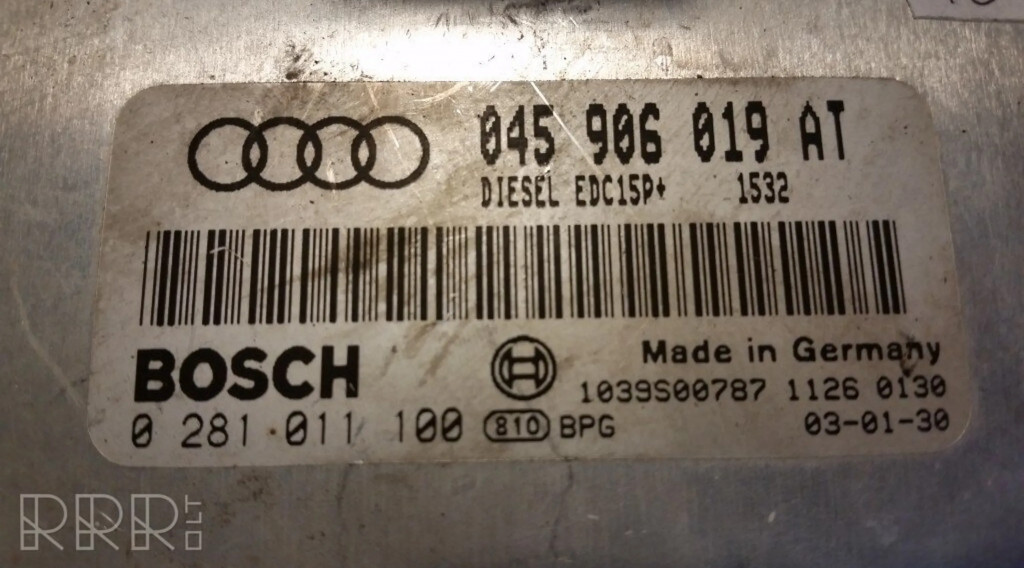 045 906 019 AT
DIESEL EDC15P+ 1532
BOSCH
Made in Germany
1039S00787 1126 0130
0 281 011 100 810 BPG 03-01-30
RRR.LT